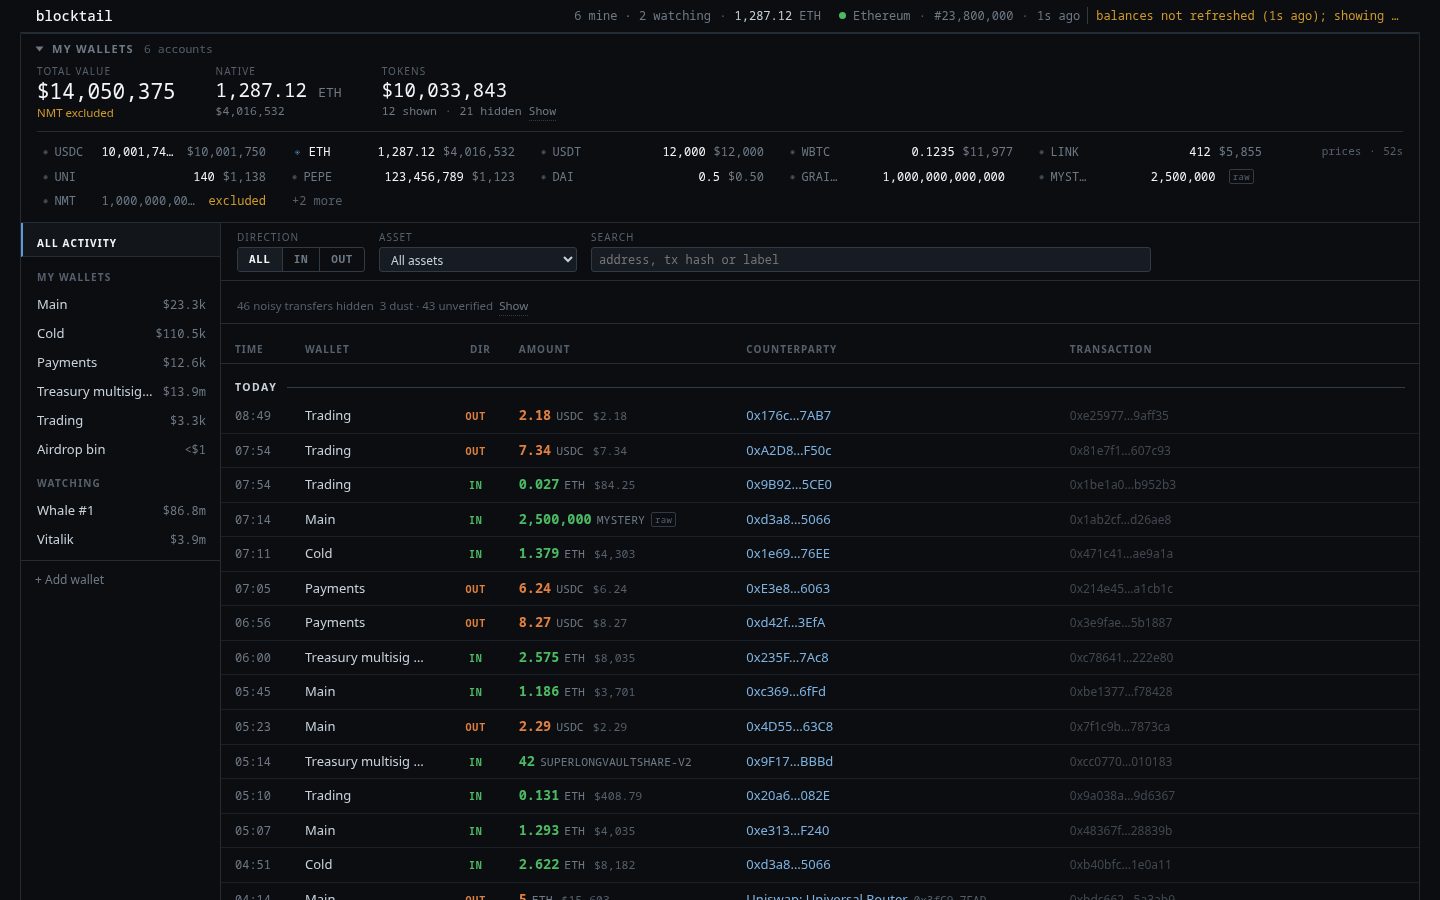 blocktail
6 mine · 2 watching · 1,287.12 ETH ● Ethereum · #23,800,000 · 1s ago balances not refreshed (1s ago); showing …
▼ MY WALLETS 6 accounts
TOTAL VALUE NATIVE TOKENS
$14,050,375 1,287.12 ETH $10,033,843
NMT excluded $4,016,532 12 shown · 21 hidden Show
USDC 10,001,74… $10,001,750 ETH 1,287.12 $4,016,532 USDT 12,000 $12,000 WBTC 0.1235 $11,977 LINK 412 $5,855 prices · 52s
UNI 140 $1,138 PEPE 123,456,789 $1,123 DAI 0.5 $0.50 GRAI… 1,000,000,000,000 MYST… 2,500,000 raw
NMT 1,000,000,00… excluded +2 more
ALL ACTIVITY
MY WALLETS
Main $23.3k
Cold $110.5k
Payments $12.6k
Treasury multisig… $13.9m
Trading $3.3k
Airdrop bin <$1
WATCHING
Whale #1 $86.8m
Vitalik $3.9m
+ Add wallet
DIRECTION ASSET SEARCH
ALL IN OUT All assets address, tx hash or label
46 noisy transfers hidden 3 dust · 43 unverified Show
TIME WALLET DIR AMOUNT COUNTERPARTY TRANSACTION
TODAY
08:49 Trading OUT 2.18 USDC $2.18 0x176c…7AB7 0xe25977…9aff35
07:54 Trading OUT 7.34 USDC $7.34 0xA2D8…F50c 0x81e7f1…607c93
07:54 Trading IN 0.027 ETH $84.25 0x9B92…5CE0 0x1be1a0…b952b3
07:14 Main IN 2,500,000 MYSTERY raw 0xd3a8…5066 0x1ab2cf…d26ae8
07:11 Cold IN 1.379 ETH $4,303 0x1e69…76EE 0x471c41…ae9a1a
07:05 Payments OUT 6.24 USDC $6.24 0xE3e8…6063 0x214e45…a1cb1c
06:56 Payments OUT 8.27 USDC $8.27 0xd42f…3EfA 0x3e9fae…5b1887
06:00 Treasury multisig … IN 2.575 ETH $8,035 0x235F…7Ac8 0xc78641…222e80
05:45 Main IN 1.186 ETH $3,701 0xc369…6fFd 0xbe1377…f78428
05:23 Main OUT 2.29 USDC $2.29 0x4D55…63C8 0x7f1c9b…7873ca
05:14 Treasury multisig … IN 42 SUPERLONGVAULTSHARE-V2 0x9F17…BBBd 0xcc0770…010183
05:10 Trading IN 0.131 ETH $408.79 0x20a6…082E 0x9a038a…9d6367
05:07 Main IN 1.293 ETH $4,035 0xe313…F240 0x48367f…28839b
04:51 Cold IN 2.622 ETH $8,182 0xd3a8…5066 0xb40bfc…1e0a11
04:14 Main OUT 5 ETH $15,603 Uniswap: Universal Router